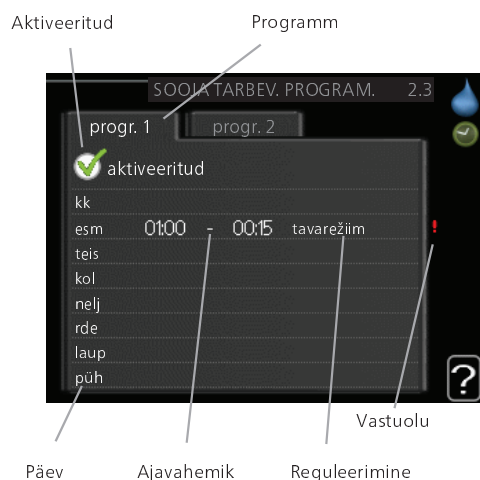 Aktiveeritud Programm
SOOJA TARBEV. PROGRAM. 2.3
progr. 1 progr. 2
aktiveeritud
kk
esm 01:00 - 00:15 tavarežiim !
teis
kol
nelj
rde
laup
püh
?
Vastuolu
Päev Ajavahemik Reguleerimine